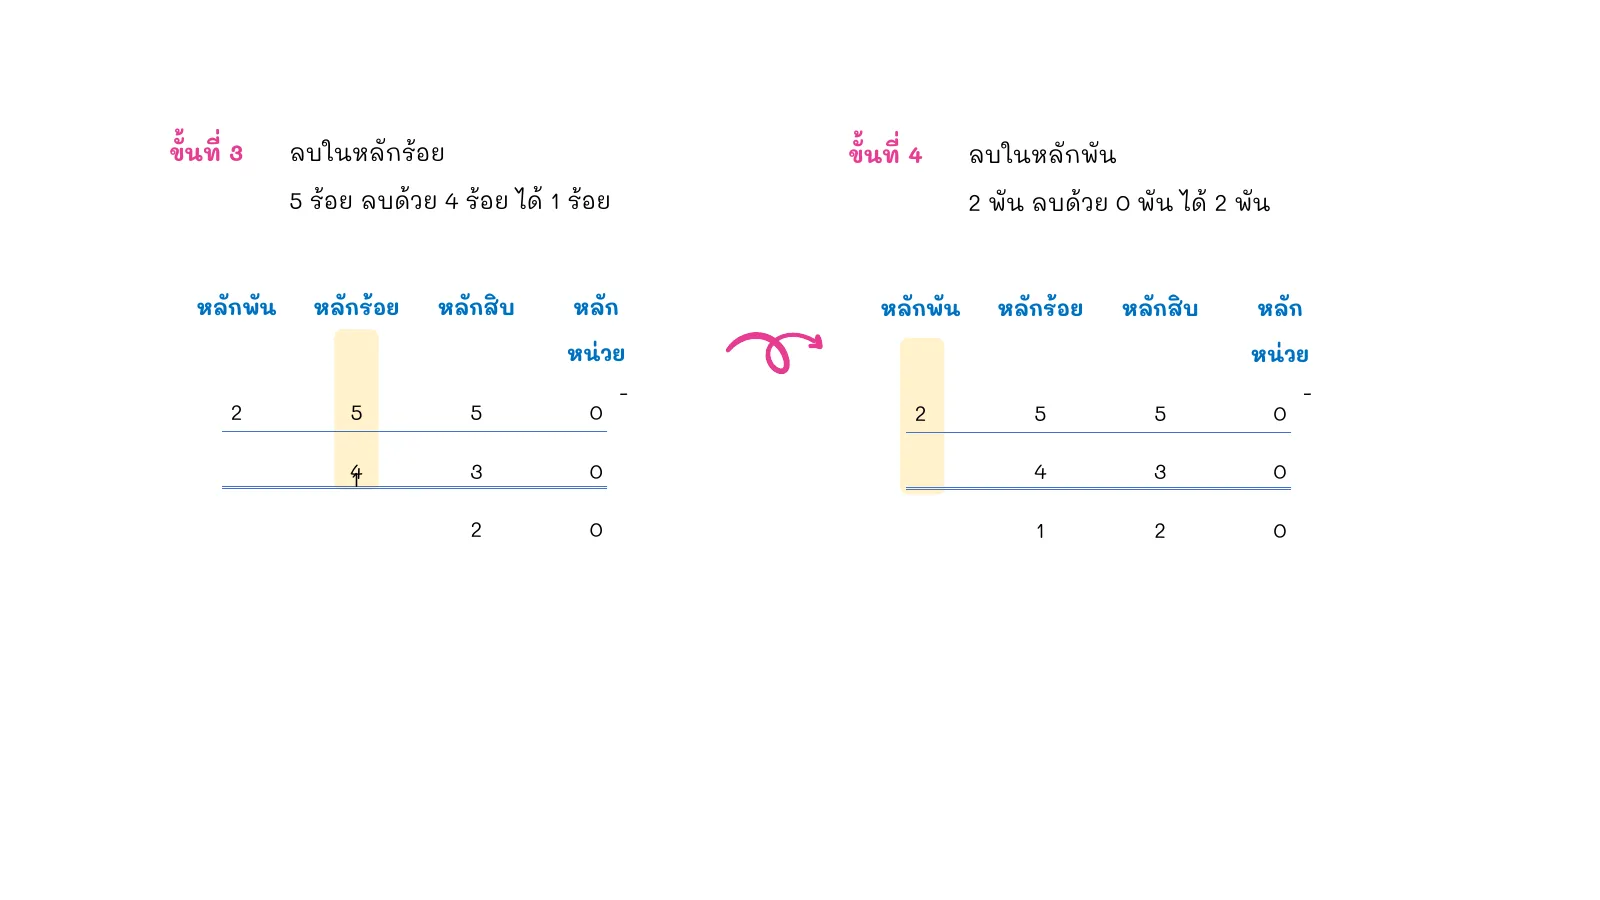 ขั้นที่ 3 ลบในหลักร้อย
5 ร้อย ลบด้วย 4 ร้อย ได้ 1 ร้อย
หลักพัน หลักร้อย หลักสิบ หลัก
หน่วย
-
2 5 5 0
4 3 0
1
2 0
ขั้นที่ 4 ลบในหลักพัน
2 พัน ลบด้วย 0 พัน ได้ 2 พัน
หลักพัน หลักร้อย หลักสิบ หลัก
หน่วย
-
2 5 5 0
4 3 0
1 2 0